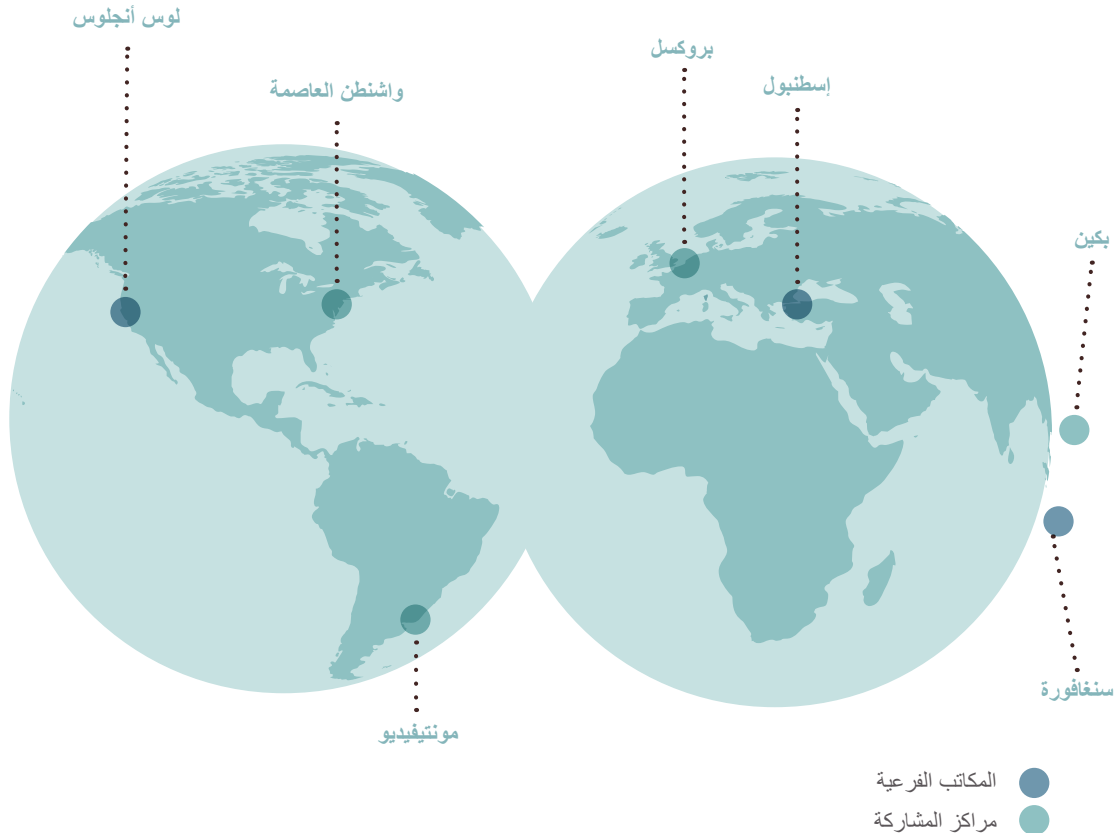 لوس أنجلوس
بروكسل
واشنطن العاصمة
إسطنبول
بكين
سنغافورة
مونتيفيديو
المكاتب الفرعية
مراكز المشاركة